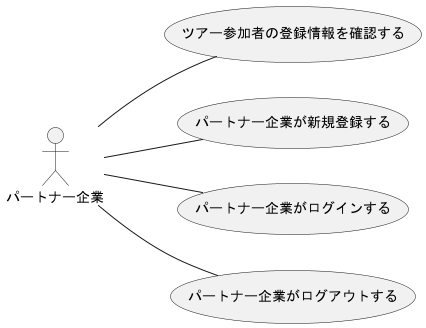 ツアー参加者の登録情報を確認する
パートナー企業が新規登録する
パートナー企業
パートナー企業がログインする
パートナー企業がログアウトする